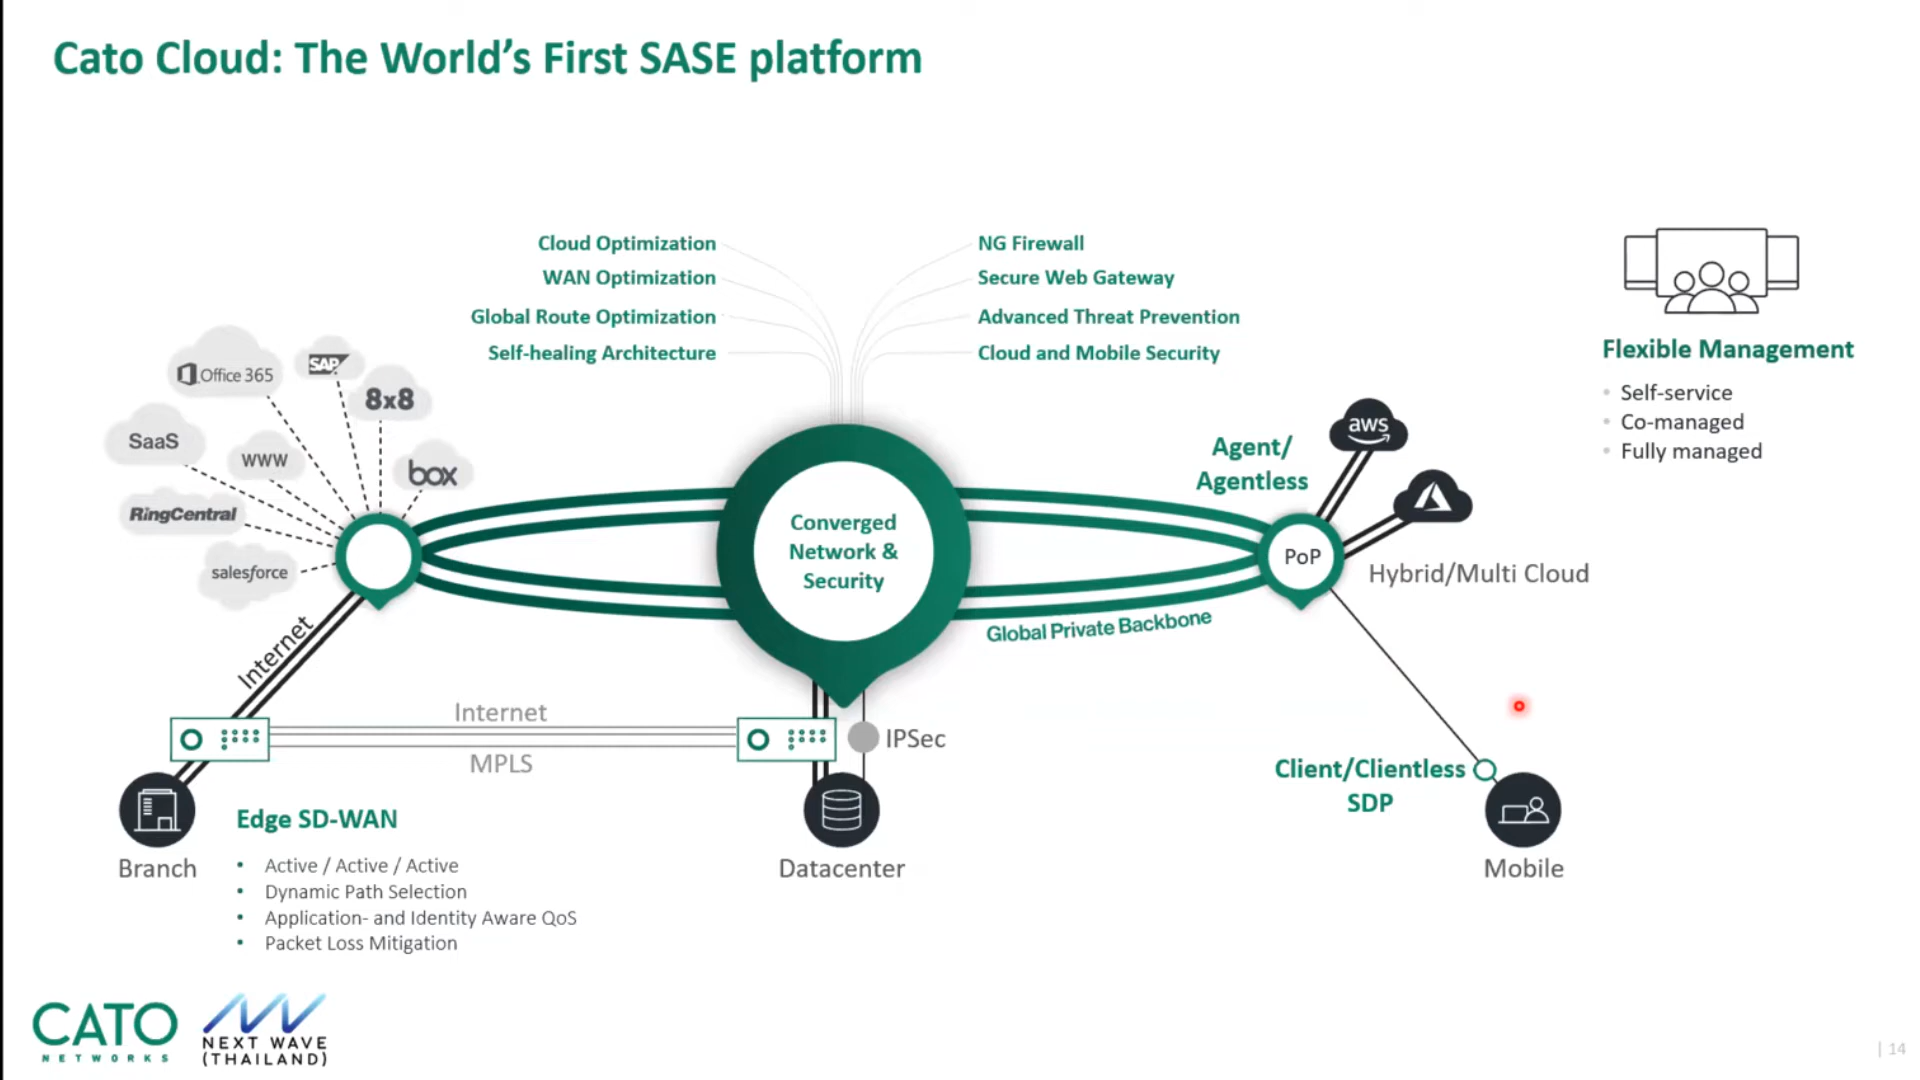 Cato Cloud: The World's First SASE platform
Cloud Optimization
WAN Optimization
Global Route Optimization
Self-healing Architecture
NG Firewall
Secure Web Gateway
Advanced Threat Prevention
Cloud and Mobile Security
Flexible Management
• Self-service
• Co-managed
• Fully managed
Office 365
SAP
8x8
SaaS
WWW
box
RingCentral
salesforce
Converged
Network &
Security
Agent/
Agentless
aws
PoP
Hybrid/Multi Cloud
Global Private Backbone
Internet
Internet
MPLS
IPSec
Client/Clientless
SDP
Branch
Datacenter
Mobile
Edge SD-WAN
• Active / Active / Active
• Dynamic Path Selection
• Application- and Identity Aware QoS
• Packet Loss Mitigation
CATO
NETWORKS
NEXT WAVE
(THAILAND)
| 14